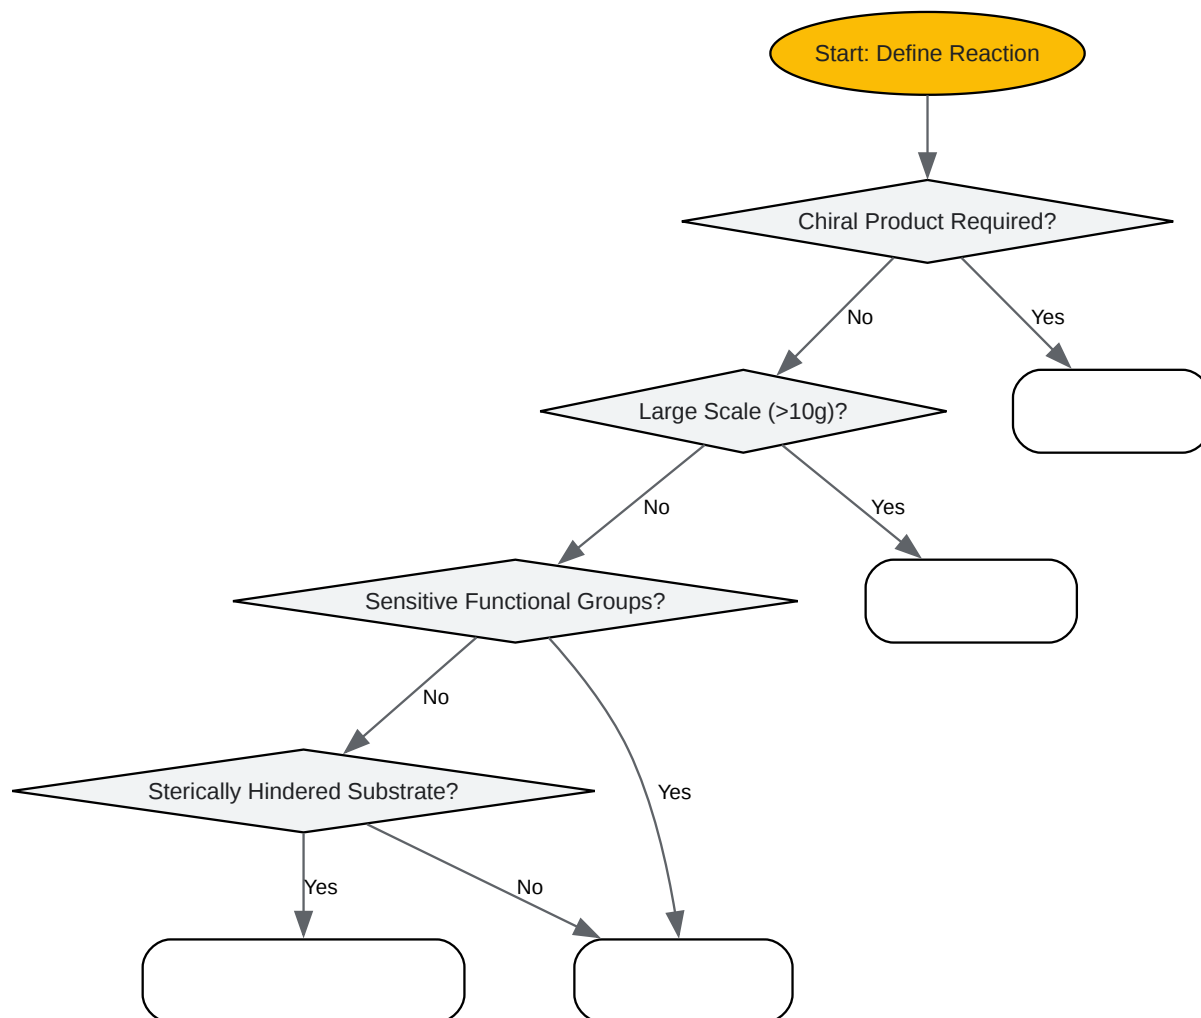 Start: Define Reaction
Chiral Product Required?
No
Yes
Large Scale (>10g)?
No
Yes
Sensitive Functional Groups?
No
Yes
Sterically Hindered Substrate?
Yes
No